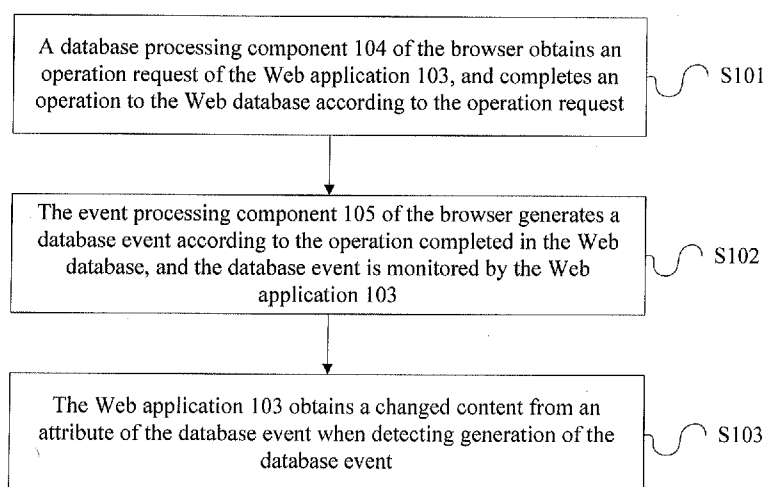 A database processing component 104 of the browser obtains an
operation request of the Web application 103, and completes an
operation to the Web database according to the operation request
S101
The event processing component 105 of the browser generates a
database event according to the operation completed in the Web
database, and the database event is monitored by the Web
application 103
S102
The Web application 103 obtains a changed content from an
attribute of the database event when detecting generation of the
database event
S103